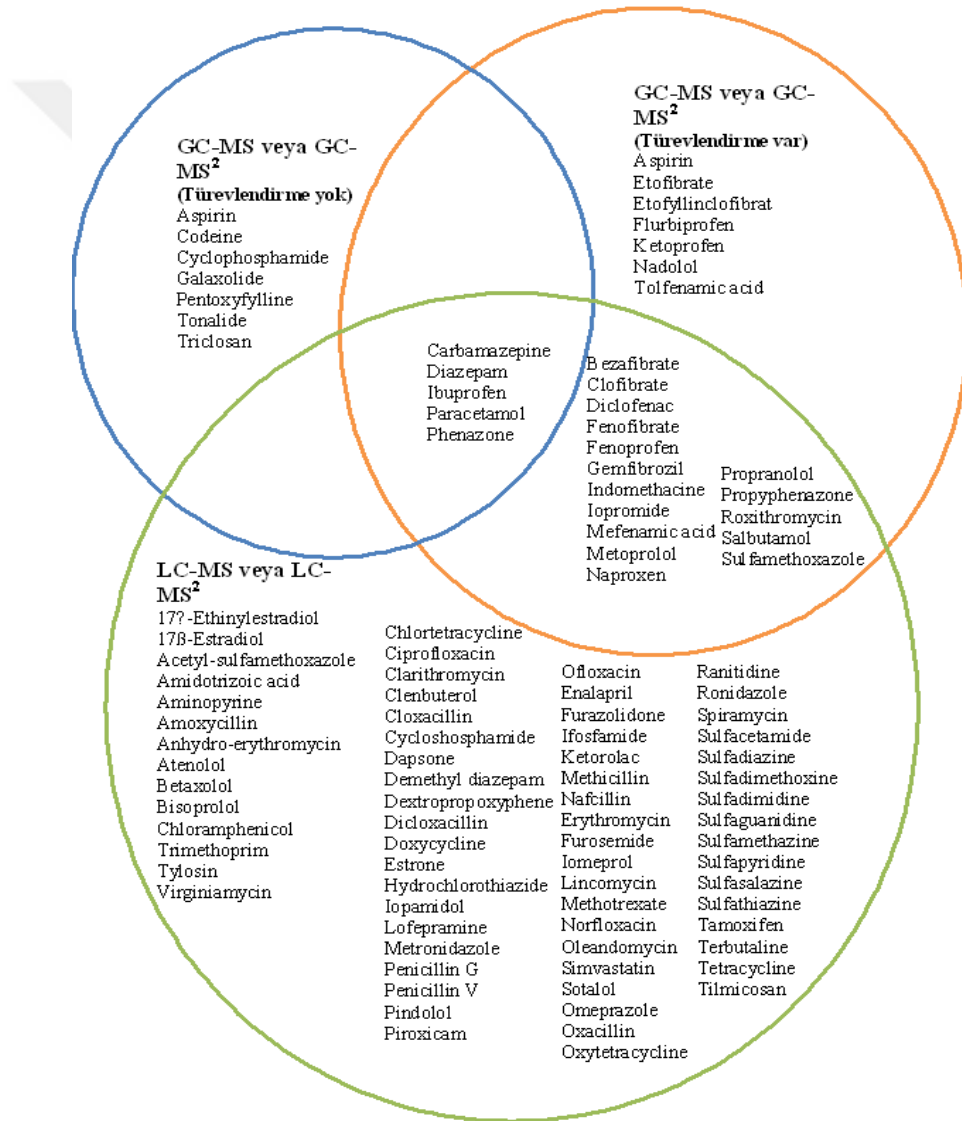 GC-MS veya GC-
MS²
(Türevlendirme yok)
Aspirin
Codeine
Cyclophosphamide
Galaxolide
Pentoxyfylline
Tonalide
Triclosan
GC-MS veya GC-
MS²
(Türevlendirme var)
Aspirin
Etofibrate
Etofyllinclofibrat
Flurbiprofen
Ketoprofen
Nadolol
Tolfenamic acid
Carbamazepine
Diazepam
Ibuprofen
Paracetamol
Phenazone
Bezafibrate
Clofibrate
Diclofenac
Fenofibrate
Fenoprofen
Gemfibrozil
Indomethacine
Iopromide
Mefenamic acid
Metoprolol
Naproxen
Propranolol
Propyphenazone
Roxithromycin
Salbutamol
Sulfamethoxazole
LC-MS veya LC-
MS²
17?-Ethinylestradiol
17ß-Estradiol
Acetyl-sulfamethoxazole
Amidotrizoic acid
Aminopyrine
Amoxycillin
Anhydro-erythromycin
Atenolol
Betaxolol
Bisoprolol
Chloramphenicol
Trimethoprim
Tylosin
Virginiamycin
Chlortetracycline
Ciprofloxacin
Clarithromycin
Clenbuterol
Cloxacillin
Cycloshosphamide
Dapsone
Demethyl diazepam
Dextropropoxyphene
Dicloxacillin
Doxycycline
Estrone
Hydrochlorothiazide
Iopamidol
Lofepramine
Metronidazole
Penicillin G
Penicillin V
Pindolol
Piroxicam
Ofloxacin
Enalapril
Furazolidone
Ifosfamide
Ketorolac
Methicillin
Nafcillin
Erythromycin
Furosemide
Iomeprol
Lincomycin
Methotrexate
Norfloxacin
Oleandomycin
Simvastatin
Sotalol
Omeprazole
Oxacillin
Oxytetracycline
Ranitidine
Ronidazole
Spiramycin
Sulfacetamide
Sulfadiazine
Sulfadimethoxine
Sulfadimidine
Sulfaguanidine
Sulfamethazine
Sulfapyridine
Sulfasalazine
Sulfathiazine
Tamoxifen
Terbutaline
Tetracycline
Tilmicosan